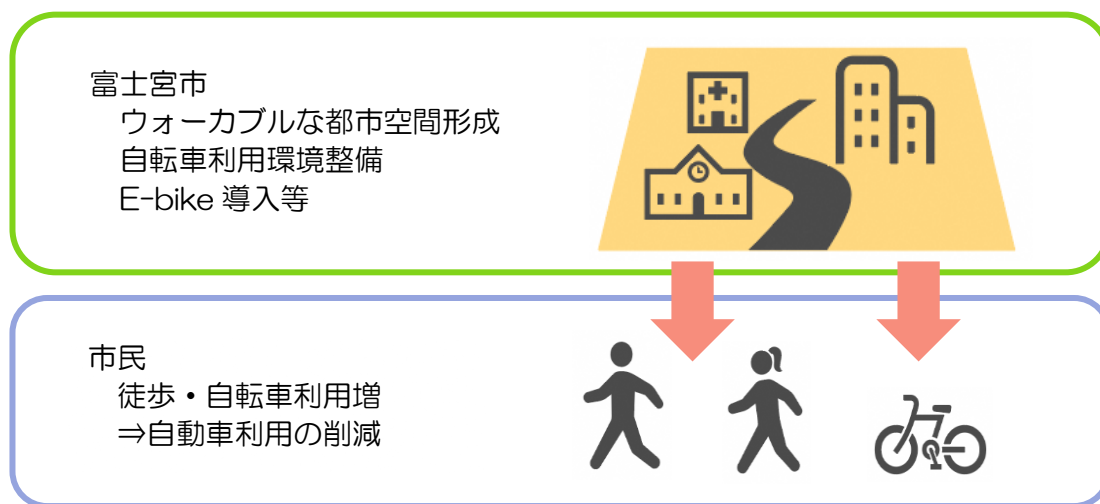 富士宮市
ウォーカブルな都市空間形成
自転車利用環境整備
E-bike 導入等
市民
徒歩・自転車利用増
⇒自動車利用の削減